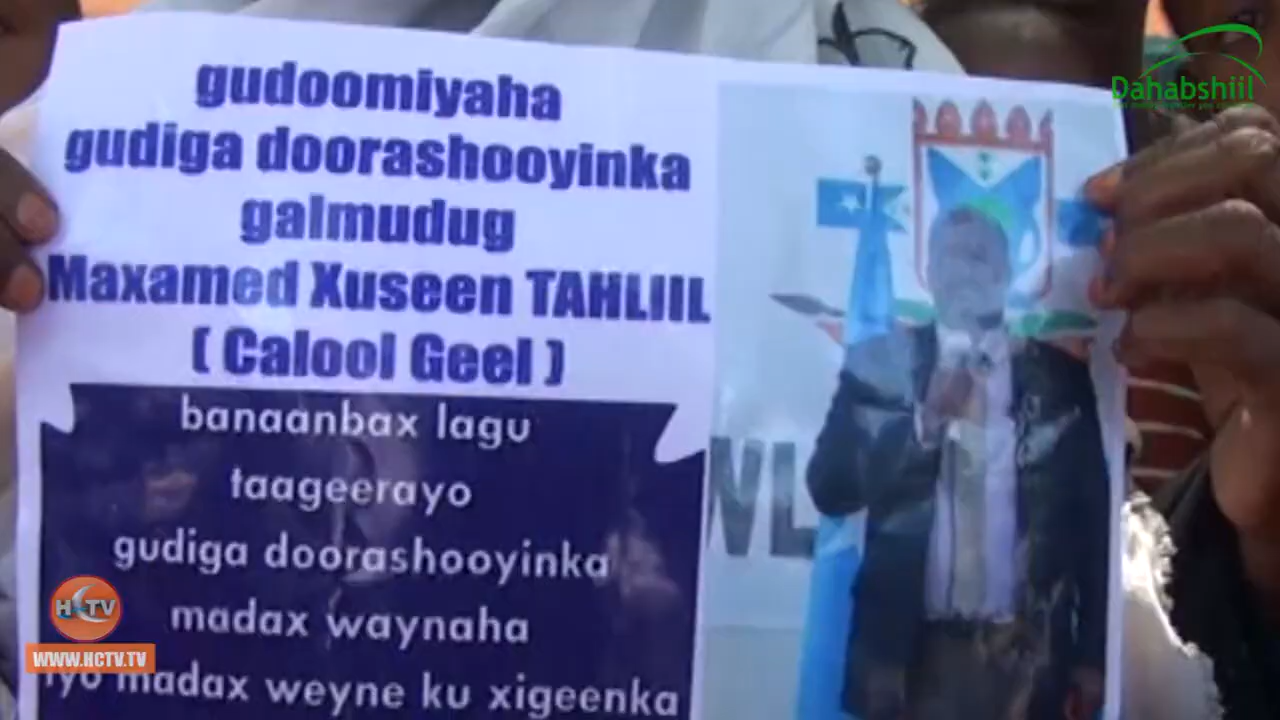 gudoomiyaha
gudiga doorashooyinka
galmudug
Maxamed Xuseen TAHLIIL
( Calool Geel )
banaanbax lagu
taageerayo
gudiga doorashooyinka
madax waynaha
iyo madax weyne ku xigeenka
WL
Dahabshiil
HCTV
WWW.HCTV.TV